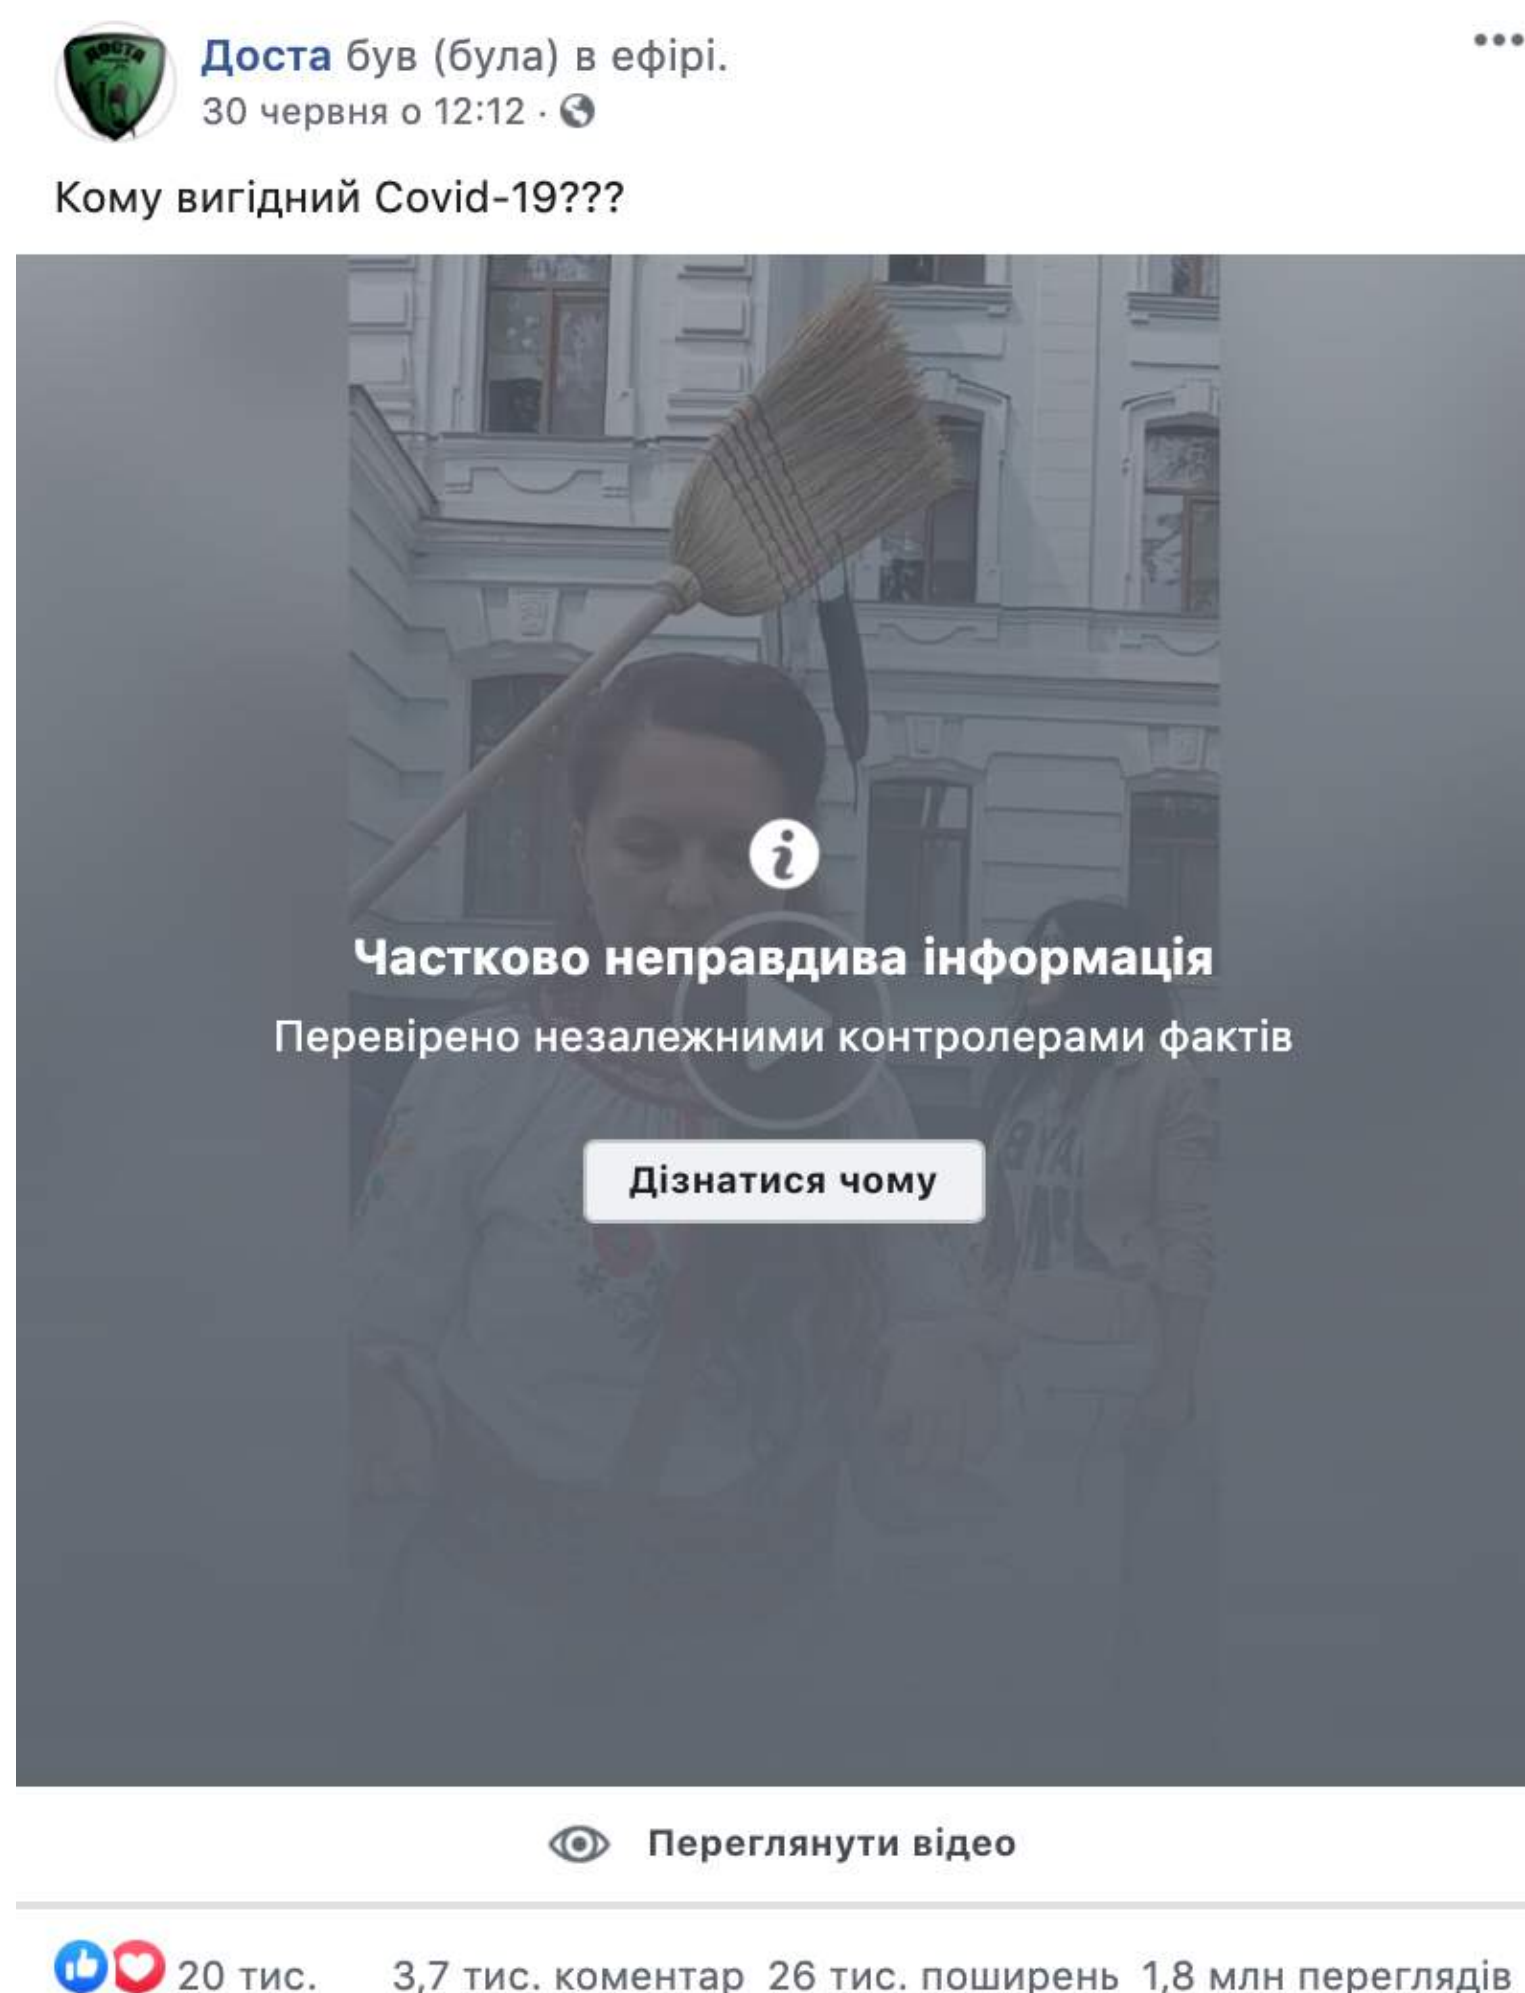 ДОСТА
Доста був (була) в ефірі.
30 червня о 12:12 ·
Кому вигідний Covid-19???
Частково неправдива інформація
Перевірено незалежними контролерами фактів
Дізнатися чому
Переглянути відео
20 тис. 3,7 тис. коментар 26 тис. поширень 1,8 млн переглядів